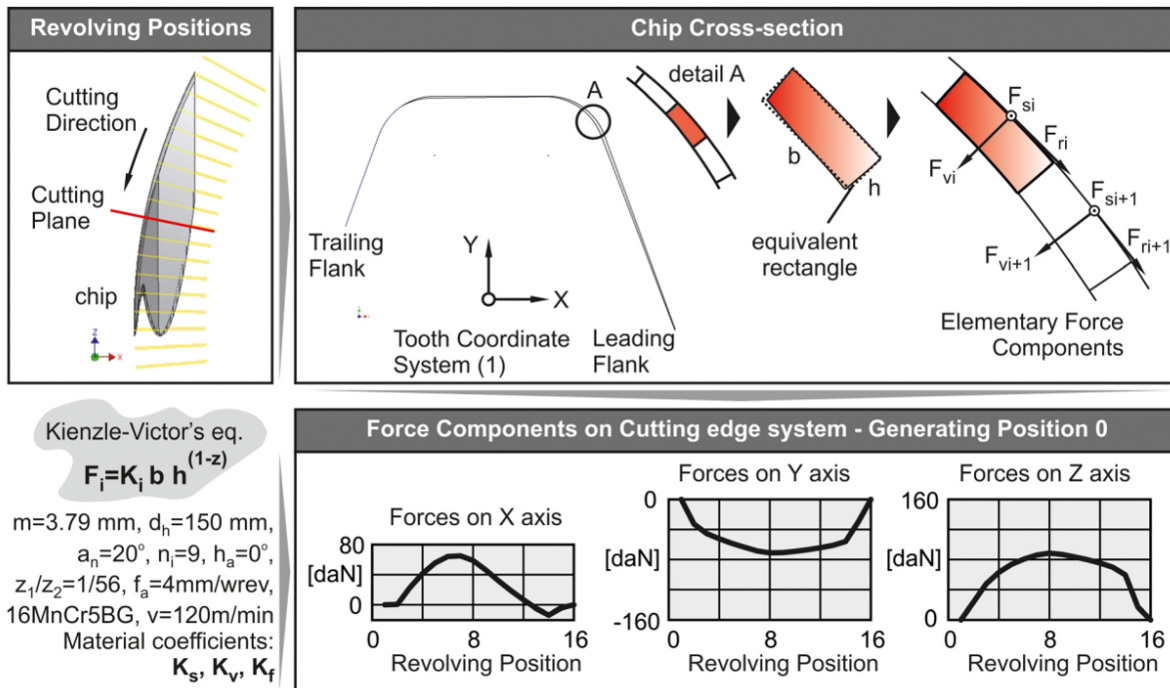 Revolving Positions
Cutting
Direction
Cutting
Plane
chip
z
x
Chip Cross-section
A
detail A
b
h
equivalent
rectangle
F_si
F_ri
F_vi
F_si+1
F_ri+1
F_vi+1
Elementary Force
Components
Trailing
Flank
Y
X
Tooth Coordinate
System (1)
Leading
Flank
Kienzle-Victor's eq.
F_i=K_i b h^(1-z)
m=3.79 mm, d_h=150 mm,
a_n=20°, n_i=9, h_a=0°,
z_1/z_2=1/56, f_a=4mm/wrev,
16MnCr5BG, v=120m/min
Material coefficients:
K_s, K_v, K_f
Force Components on Cutting edge system - Generating Position 0
Forces on X axis
80
[daN]
0
0 8 16
Revolving Position
Forces on Y axis
0
[daN]
-160
0 8 16
Revolving Position
Forces on Z axis
160
[daN]
0
0 8 16
Revolving Position